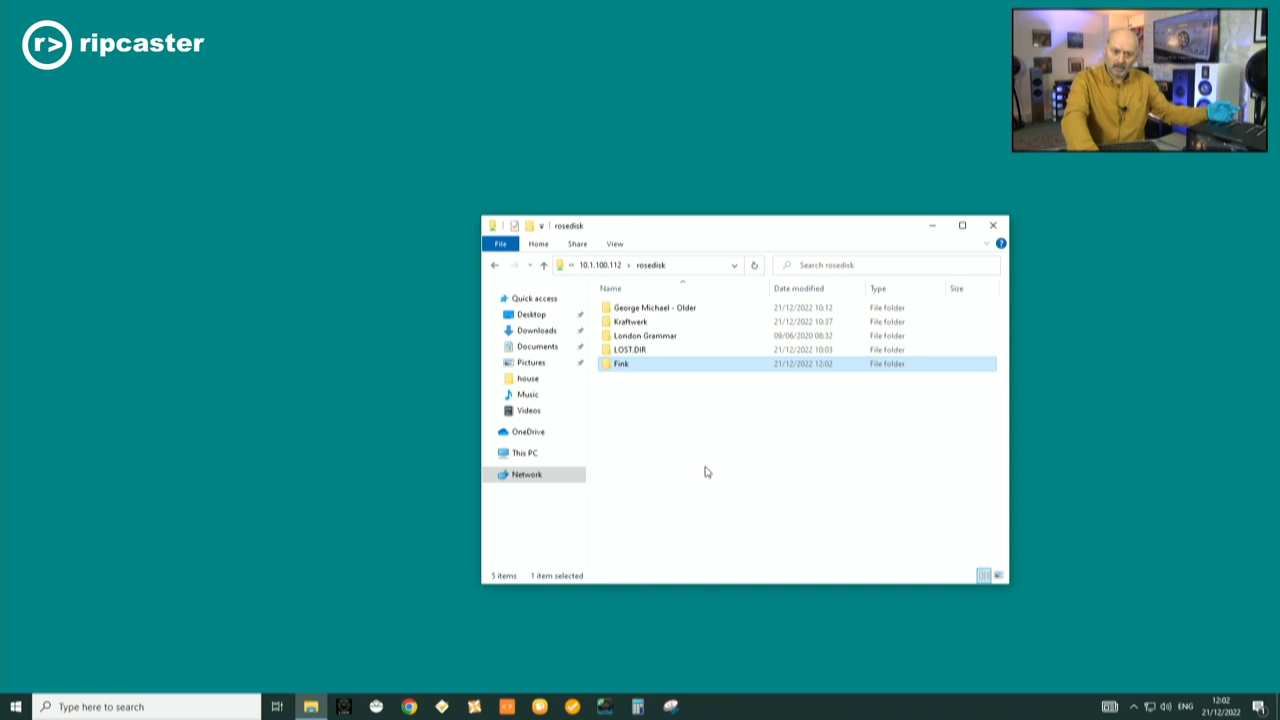 r> ripcaster
rosedisk
File Home Share View
10.1.100.112 › rosedisk
Search rosedisk
Name Date modified Type Size
Quick access
Desktop
Downloads
Documents
Pictures
house
Music
Videos
OneDrive
This PC
Network
George Michael - Older 21/12/2022 10:12 File folder
Kraftwerk 21/12/2022 10:37 File folder
London Grammar 09/06/2020 08:32 File folder
LOST.DIR 21/12/2022 10:03 File folder
Fink 21/12/2022 12:02 File folder
5 items 1 item selected
Type here to search
ENG
12:02
21/12/2022